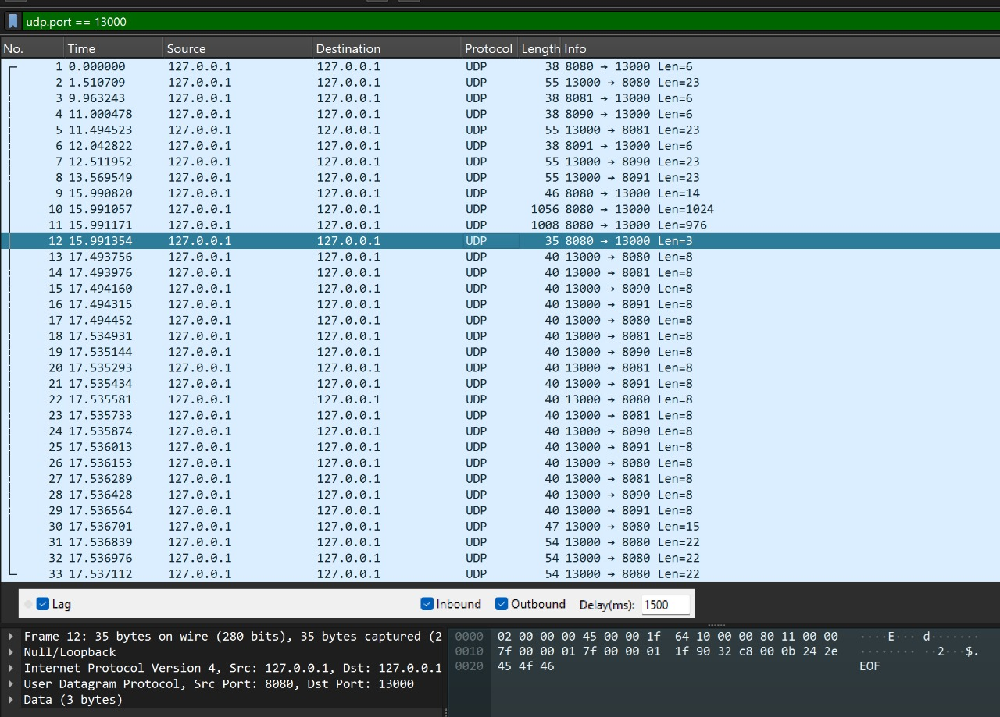 udp.port == 13000
No. Time Source Destination Protocol Length Info
1 0.000000 127.0.0.1 127.0.0.1 UDP 38 8080 → 13000 Len=6
2 1.510709 127.0.0.1 127.0.0.1 UDP 55 13000 → 8080 Len=23
3 9.963243 127.0.0.1 127.0.0.1 UDP 38 8081 → 13000 Len=6
4 11.000478 127.0.0.1 127.0.0.1 UDP 38 8090 → 13000 Len=6
5 11.494523 127.0.0.1 127.0.0.1 UDP 55 13000 → 8081 Len=23
6 12.042822 127.0.0.1 127.0.0.1 UDP 38 8091 → 13000 Len=6
7 12.511952 127.0.0.1 127.0.0.1 UDP 55 13000 → 8090 Len=23
8 13.569549 127.0.0.1 127.0.0.1 UDP 55 13000 → 8091 Len=23
9 15.990820 127.0.0.1 127.0.0.1 UDP 46 8080 → 13000 Len=14
10 15.991057 127.0.0.1 127.0.0.1 UDP 1056 8080 → 13000 Len=1024
11 15.991171 127.0.0.1 127.0.0.1 UDP 1008 8080 → 13000 Len=976
12 15.991354 127.0.0.1 127.0.0.1 UDP 35 8080 → 13000 Len=3
13 17.493756 127.0.0.1 127.0.0.1 UDP 40 13000 → 8080 Len=8
14 17.493976 127.0.0.1 127.0.0.1 UDP 40 13000 → 8081 Len=8
15 17.494160 127.0.0.1 127.0.0.1 UDP 40 13000 → 8090 Len=8
16 17.494315 127.0.0.1 127.0.0.1 UDP 40 13000 → 8091 Len=8
17 17.494452 127.0.0.1 127.0.0.1 UDP 40 13000 → 8080 Len=8
18 17.534931 127.0.0.1 127.0.0.1 UDP 40 13000 → 8081 Len=8
19 17.535144 127.0.0.1 127.0.0.1 UDP 40 13000 → 8090 Len=8
20 17.535293 127.0.0.1 127.0.0.1 UDP 40 13000 → 8081 Len=8
21 17.535434 127.0.0.1 127.0.0.1 UDP 40 13000 → 8091 Len=8
22 17.535581 127.0.0.1 127.0.0.1 UDP 40 13000 → 8080 Len=8
23 17.535733 127.0.0.1 127.0.0.1 UDP 40 13000 → 8081 Len=8
24 17.535874 127.0.0.1 127.0.0.1 UDP 40 13000 → 8090 Len=8
25 17.536013 127.0.0.1 127.0.0.1 UDP 40 13000 → 8091 Len=8
26 17.536153 127.0.0.1 127.0.0.1 UDP 40 13000 → 8080 Len=8
27 17.536289 127.0.0.1 127.0.0.1 UDP 40 13000 → 8081 Len=8
28 17.536428 127.0.0.1 127.0.0.1 UDP 40 13000 → 8090 Len=8
29 17.536564 127.0.0.1 127.0.0.1 UDP 40 13000 → 8091 Len=8
30 17.536701 127.0.0.1 127.0.0.1 UDP 47 13000 → 8080 Len=15
31 17.536839 127.0.0.1 127.0.0.1 UDP 54 13000 → 8080 Len=22
32 17.536976 127.0.0.1 127.0.0.1 UDP 54 13000 → 8080 Len=22
33 17.537112 127.0.0.1 127.0.0.1 UDP 54 13000 → 8080 Len=22
Lag Inbound Outbound Delay(ms): 1500
Frame 12: 35 bytes on wire (280 bits), 35 bytes captured (2
Null/Loopback
Internet Protocol Version 4, Src: 127.0.0.1, Dst: 127.0.0.1
User Datagram Protocol, Src Port: 8080, Dst Port: 13000
Data (3 bytes)
0000 02 00 00 00 45 00 00 1f 64 10 00 00 80 11 00 00 ····E··· d·······
0010 7f 00 00 01 7f 00 00 01 1f 90 32 c8 00 0b 24 2e ········ ··2···$.
0020 45 4f 46 EOF